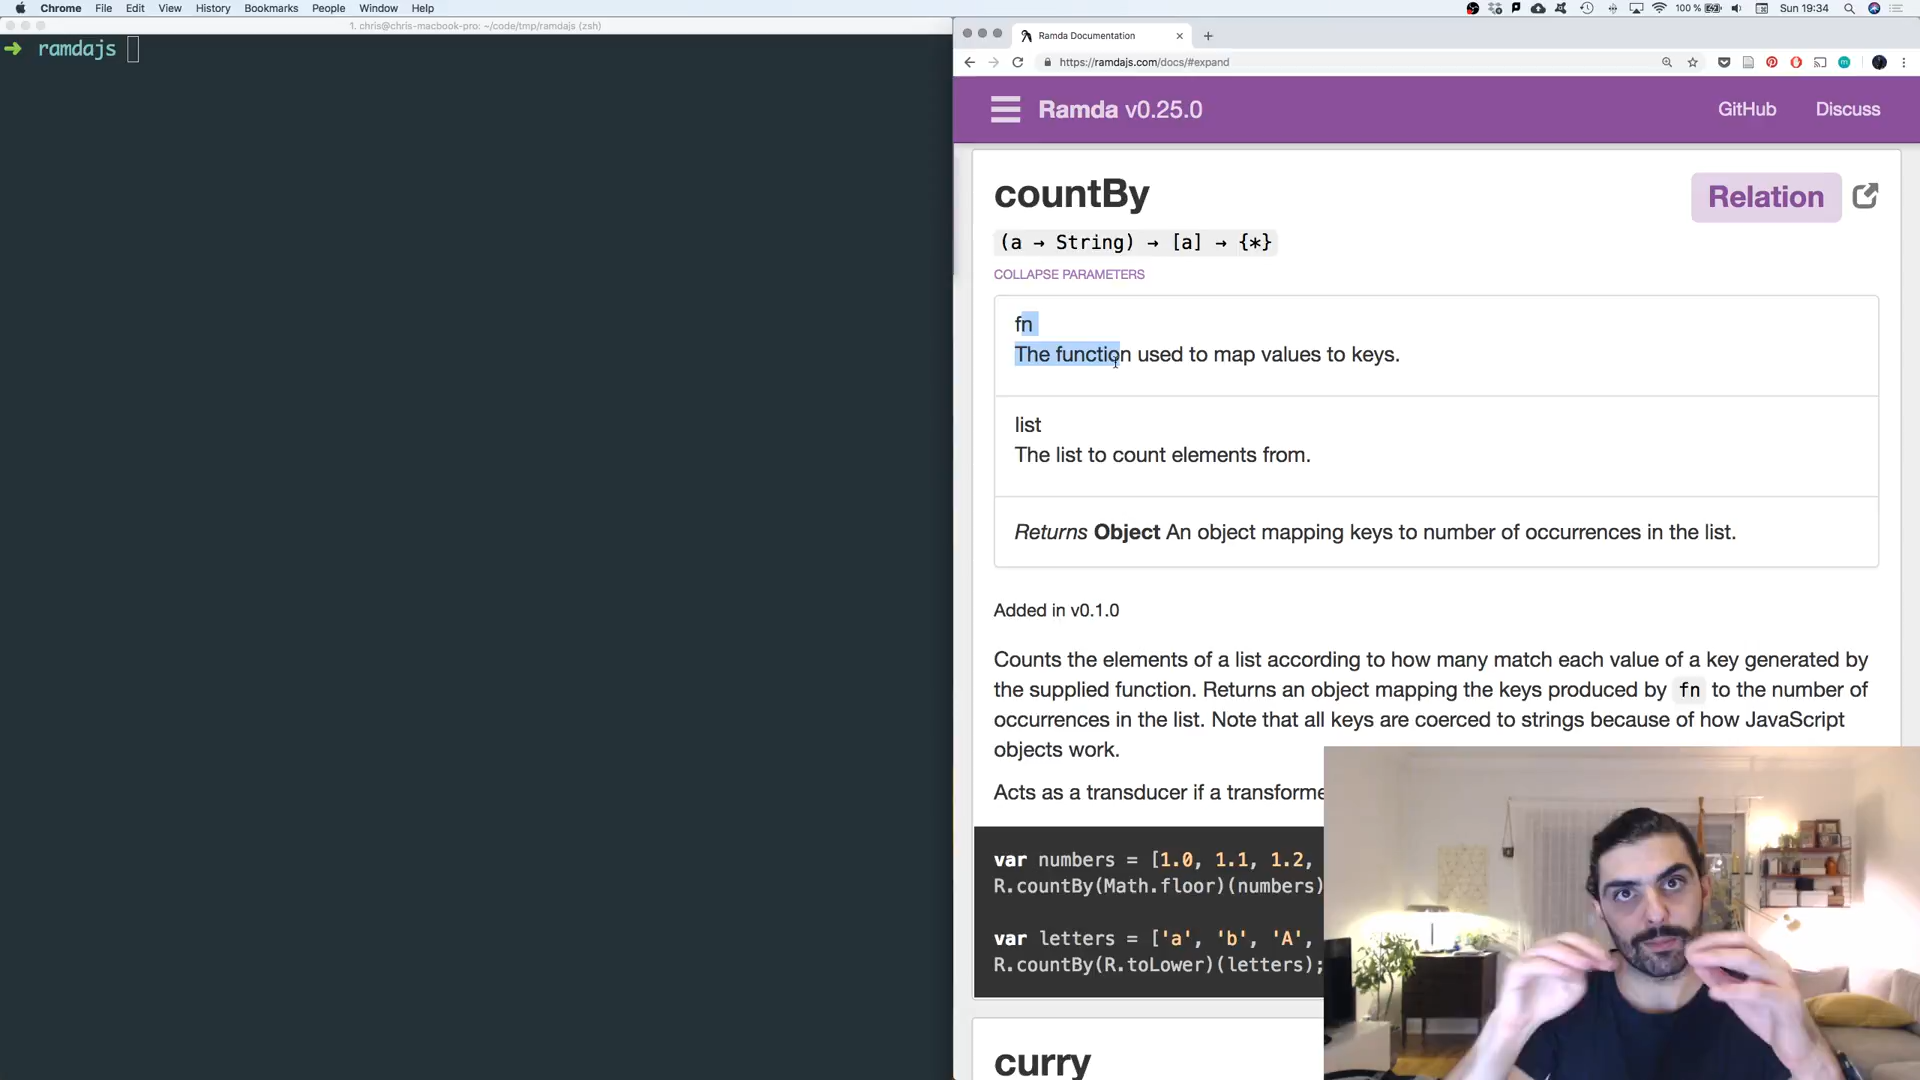 Chrome File Edit View History Bookmarks People Window Help
100 % Sun 19:34
1. chris@chris-macbook-pro: ~/code/tmp/ramdajs (zsh)
ramdajs
Ramda Documentation
https://ramdajs.com/docs/#expand
Ramda v0.25.0 GitHub Discuss
countBy Relation
(a → String) → [a] → {*}
COLLAPSE PARAMETERS
fn
The function used to map values to keys.
list
The list to count elements from.
Returns Object An object mapping keys to number of occurrences in the list.
Added in v0.1.0
Counts the elements of a list according to how many match each value of a key generated by
the supplied function. Returns an object mapping the keys produced by fn to the number of
occurrences in the list. Note that all keys are coerced to strings because of how JavaScript
objects work.
Acts as a transducer if a transforme
var numbers = [1.0, 1.1, 1.2,
R.countBy(Math.floor)(numbers)
var letters = ['a', 'b', 'A',
R.countBy(R.toLower)(letters);
curry